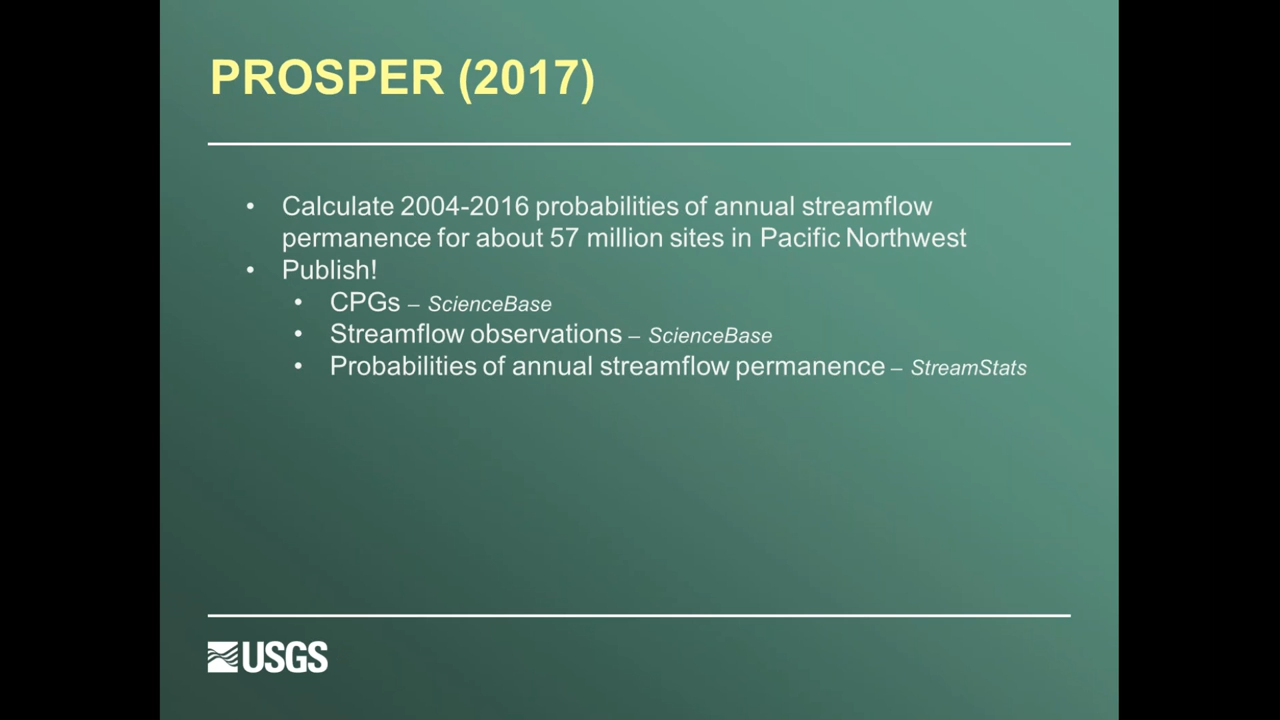 PROSPER (2017)
• Calculate 2004-2016 probabilities of annual streamflow
permanence for about 57 million sites in Pacific Northwest
• Publish!
• CPGs – ScienceBase
• Streamflow observations – ScienceBase
• Probabilities of annual streamflow permanence – StreamStats
USGS